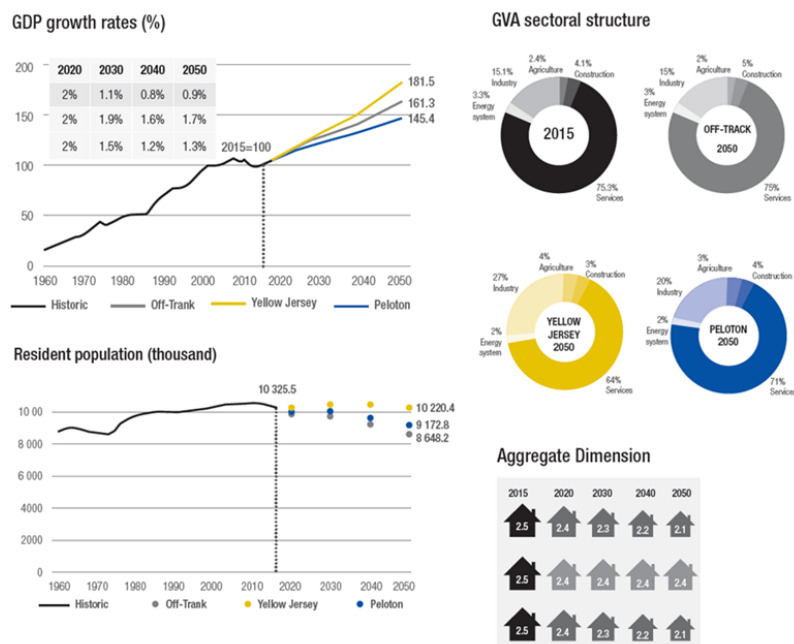 GDP growth rates (%)
200
150
100
50
0
2020 2030 2040 2050
2% 1.1% 0.8% 0.9%
2% 1.9% 1.6% 1.7%
2% 1.5% 1.2% 1.3%
2015=100
181.5
161.3
145.4
1960 1970 1980 1990 2000 2010 2020 2030 2040 2050
Historic Off-Trank Yellow Jersey Peloton
Resident population (thousand)
10 325.5
10 00
8 000
6 000
4000
2000
0
10 220.4
9 172.8
8 648.2
1960 1970 1980 1990 2000 2010 2020 2030 2040 2050
Historic Off-Trank Yellow Jersey Peloton
GVA sectoral structure
2.4%
Agriculture
4.1%
Construction
15.1%
Industry
3.3%
Energy
system
2015
75.3%
Services
2%
Agriculture
5%
Construction
15%
Industry
3%
Energy
system
OFF-TRACK
2050
75%
Services
4%
Agriculture
3%
Construction
27%
Industry
2%
Energy
system
YELLOW
JERSEY
2050
64%
Services
3%
Agriculture
4%
Construction
20%
Industry
2%
Energy
system
PELOTON
2050
71%
Services
Aggregate Dimension
2015 2020 2030 2040 2050
2.5 2.4 2.3 2.2 2.1
2.5 2.4 2.4 2.4 2.4
2.5 2.4 2.3 2.2 2.1